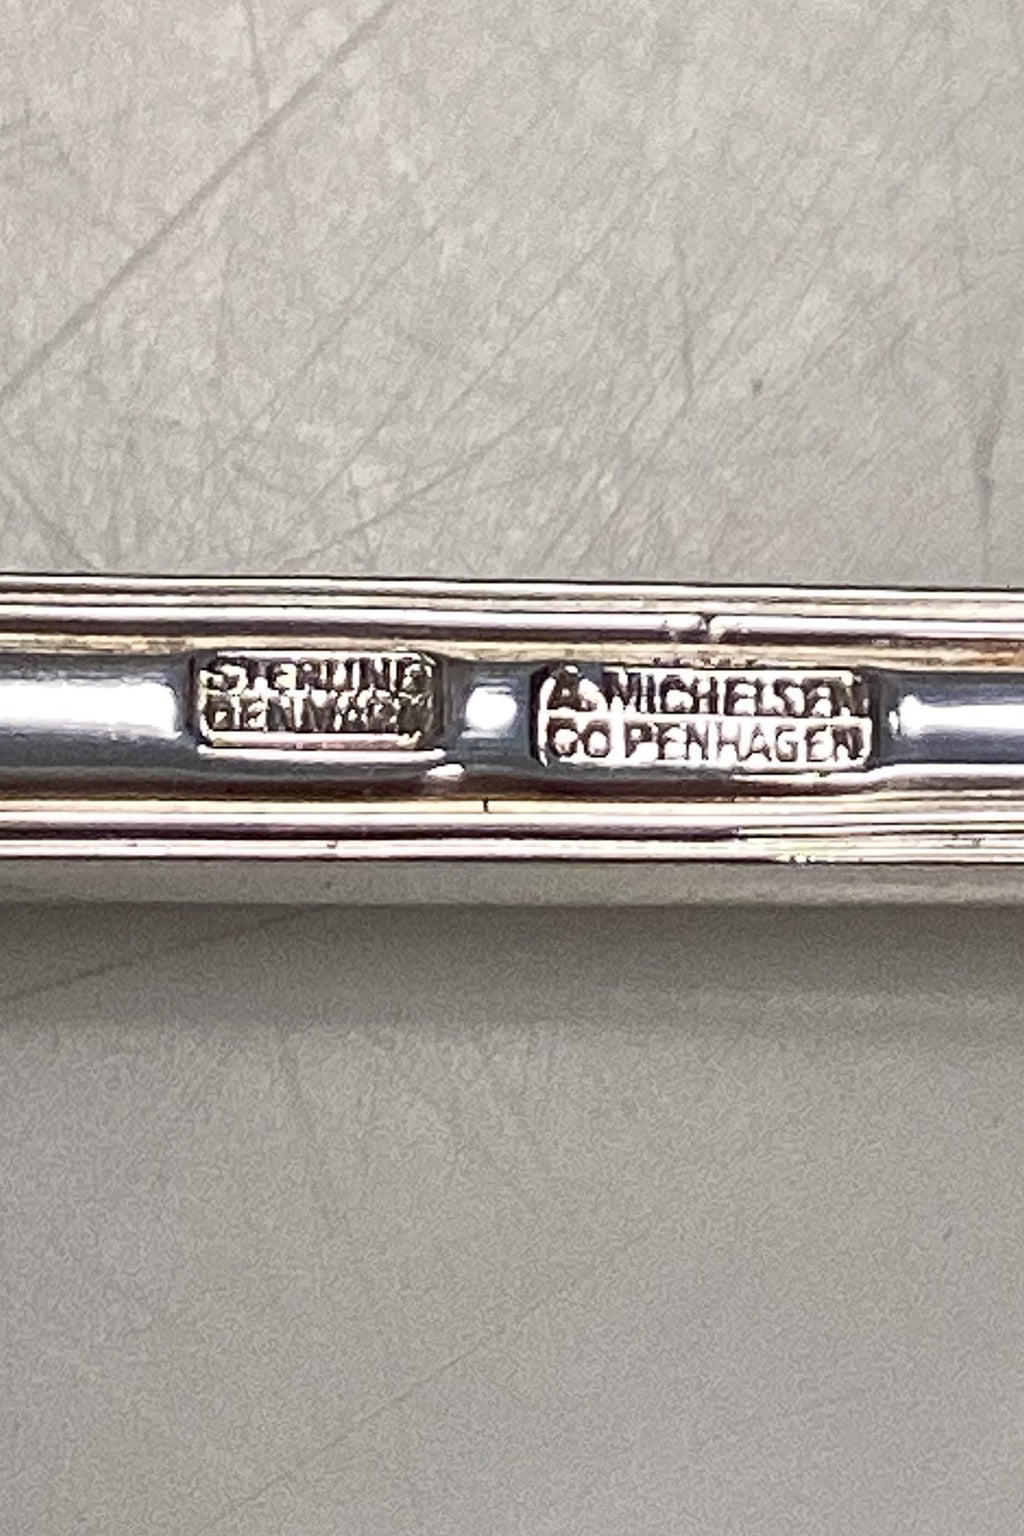 STERLING
DENMARK
A. MICHELSEN
COPENHAGEN